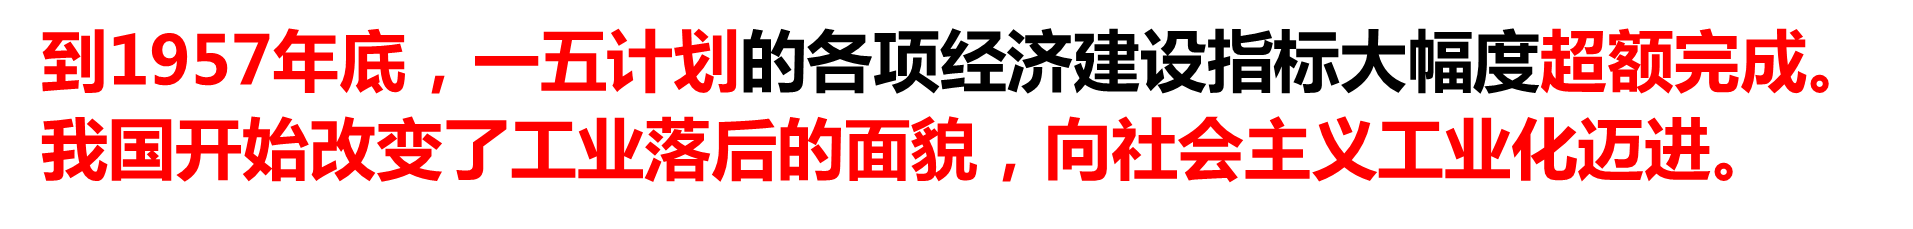 到1957年底，一五计划的各项经济建设指标大幅度超额完成。
我国开始改变了工业落后的面貌，向社会主义工业化迈进。